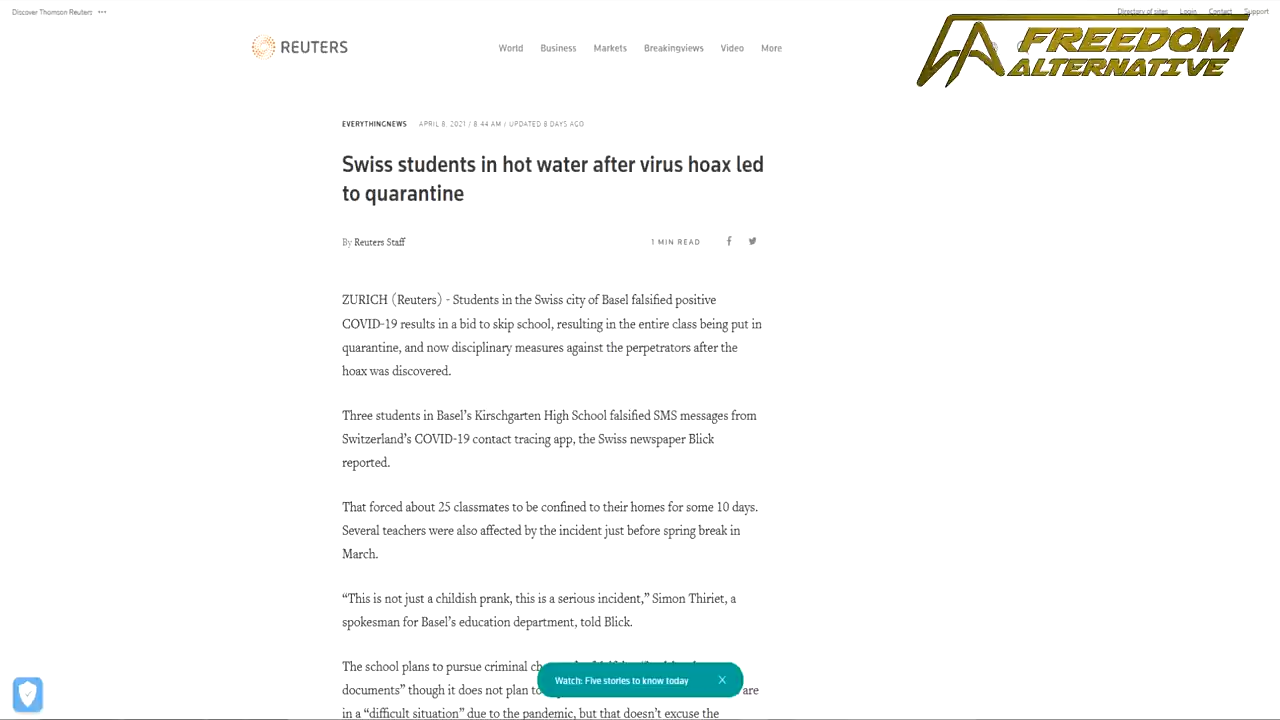 Discover Thomson Reuters •••
Directory of sites Login Contact Support
REUTERS
World Business Markets Breakingviews Video More
FREEDOM
ALTERNATIVE
EVERYTHINGNEWS APRIL 8, 2021 / 8:44 AM / UPDATED 8 DAYS AGO
Swiss students in hot water after virus hoax led
to quarantine
By Reuters Staff
1 MIN READ
ZURICH (Reuters) - Students in the Swiss city of Basel falsified positive
COVID-19 results in a bid to skip school, resulting in the entire class being put in
quarantine, and now disciplinary measures against the perpetrators after the
hoax was discovered.
Three students in Basel’s Kirschgarten High School falsified SMS messages from
Switzerland’s COVID-19 contact tracing app, the Swiss newspaper Blick
reported.
That forced about 25 classmates to be confined to their homes for some 10 days.
Several teachers were also affected by the incident just before spring break in
March.
“This is not just a childish prank, this is a serious incident,” Simon Thiriet, a
spokesman for Basel’s education department, told Blick.
The school plans to pursue criminal
Watch: Five stories to know today X
documents” though it does not plan to are
in a “difficult situation” due to the pandemic, but that doesn’t excuse the